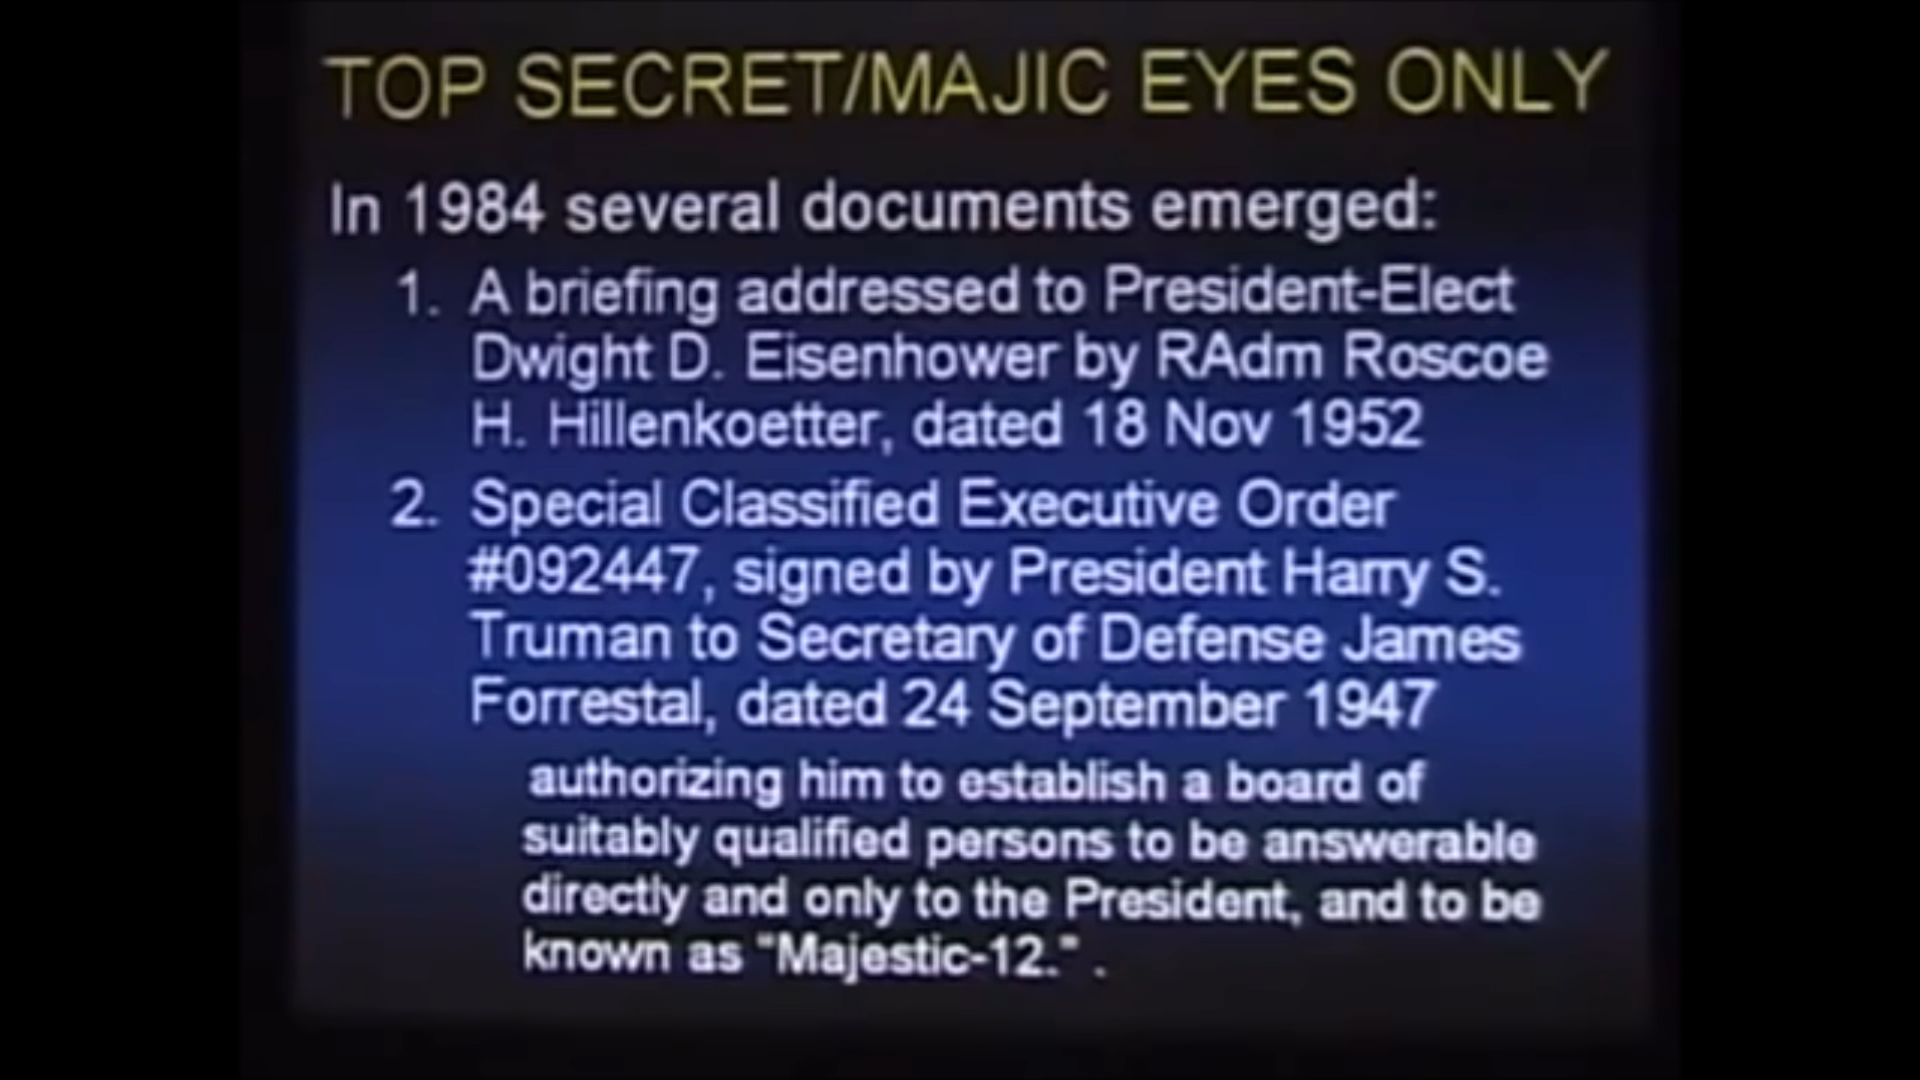 TOP SECRET/MAJIC EYES ONLY
In 1984 several documents emerged:
1. A briefing addressed to President-Elect
Dwight D. Eisenhower by RAdm Roscoe
H. Hillenkoetter, dated 18 Nov 1952
2. Special Classified Executive Order
#092447, signed by President Harry S.
Truman to Secretary of Defense James
Forrestal, dated 24 September 1947
authorizing him to establish a board of
suitably qualified persons to be answerable
directly and only to the President, and to be
known as "Majestic-12." .